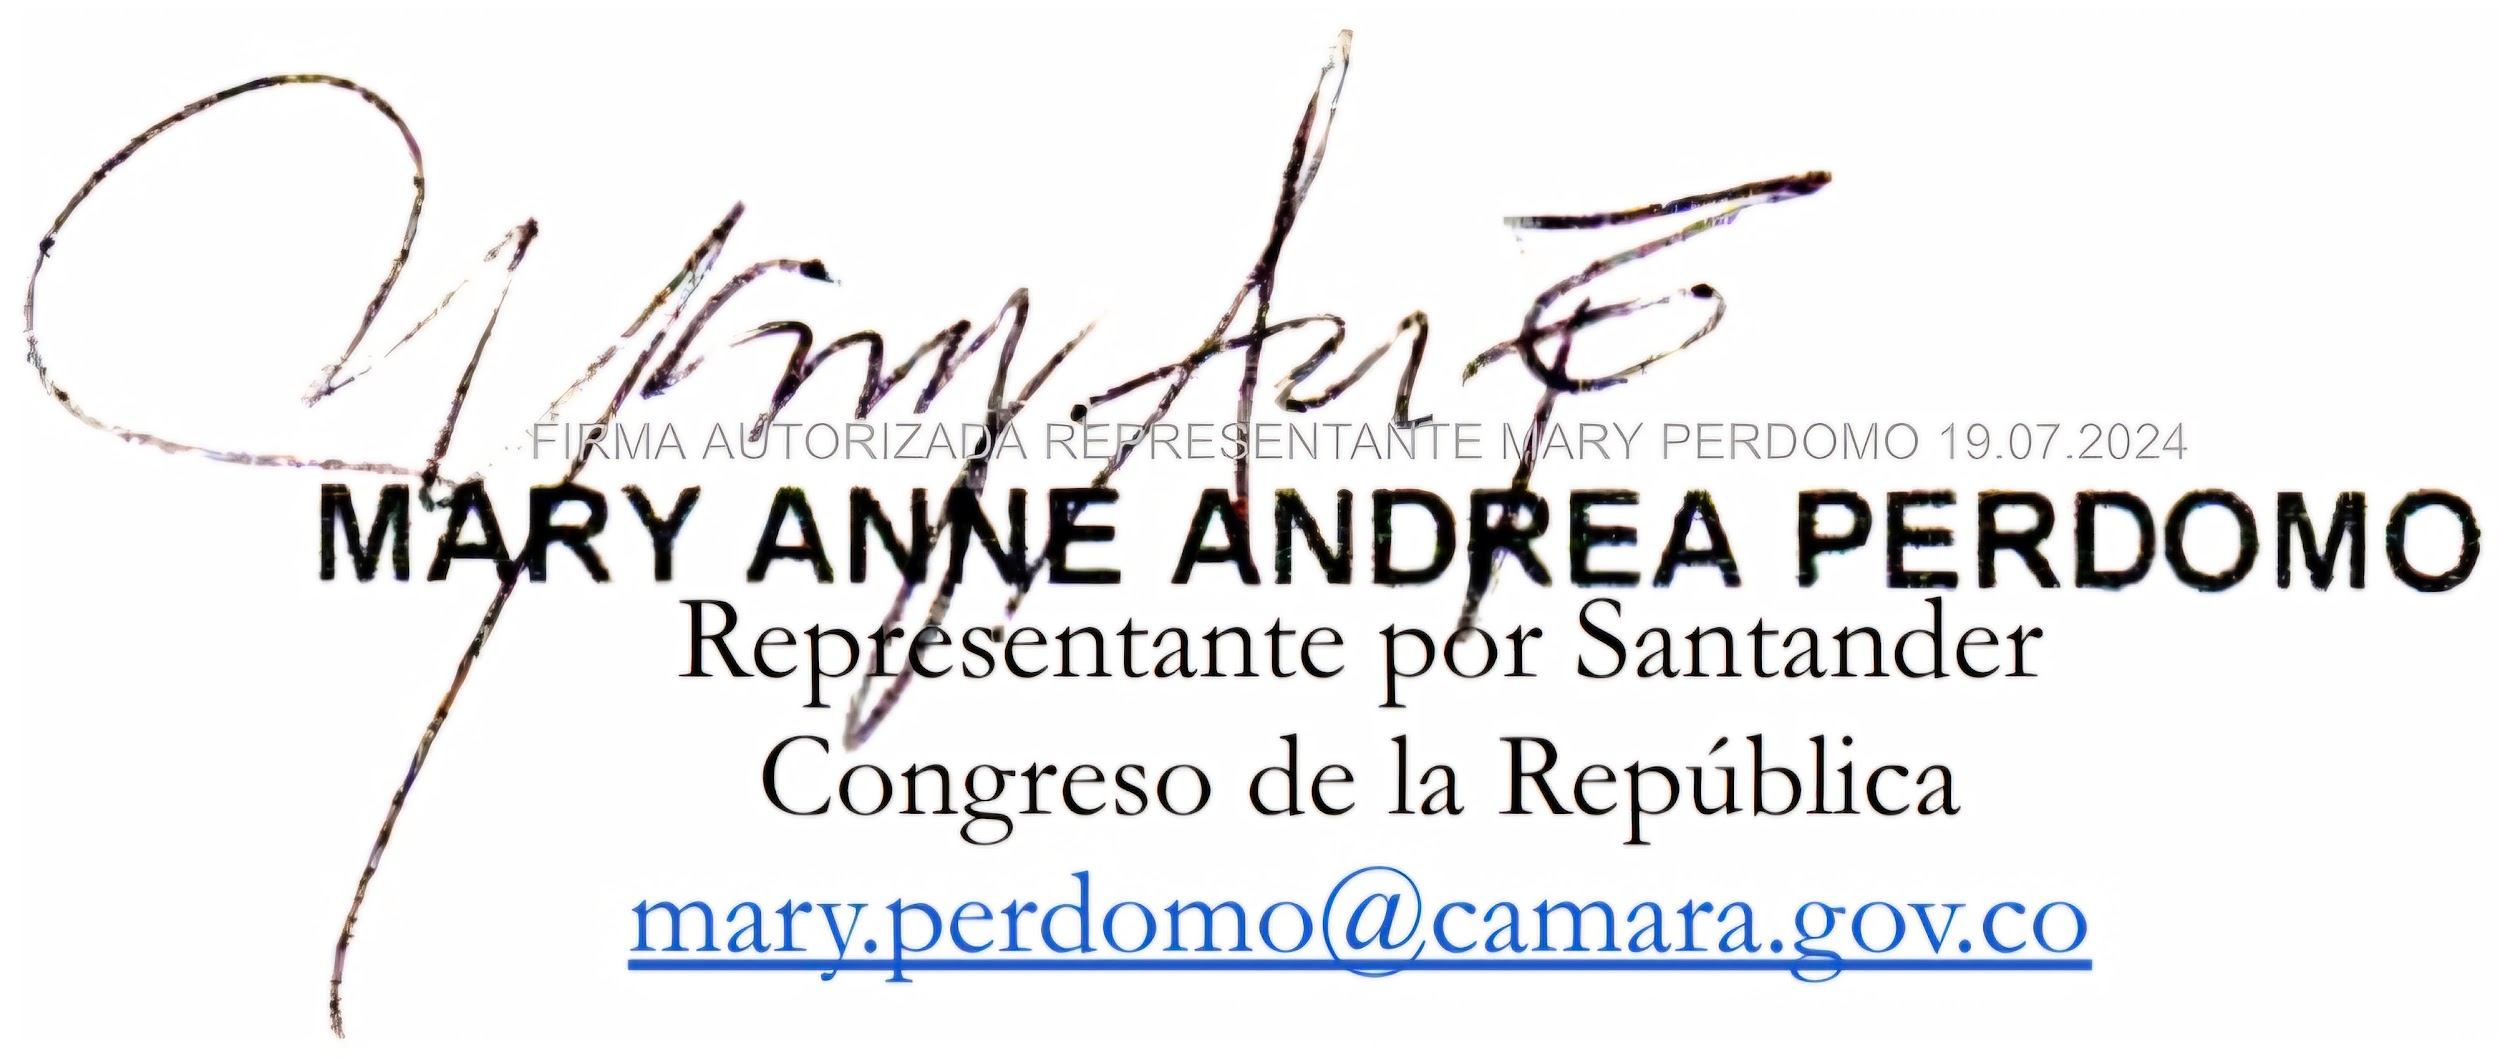 FIRMA AUTORIZADA REPRESENTANTE MARY PERDOMO 19.07.2024
MARY ANNE ANDREA PERDOMO
Representante por Santander
Congreso de la República
mary.perdomo@camara.gov.co